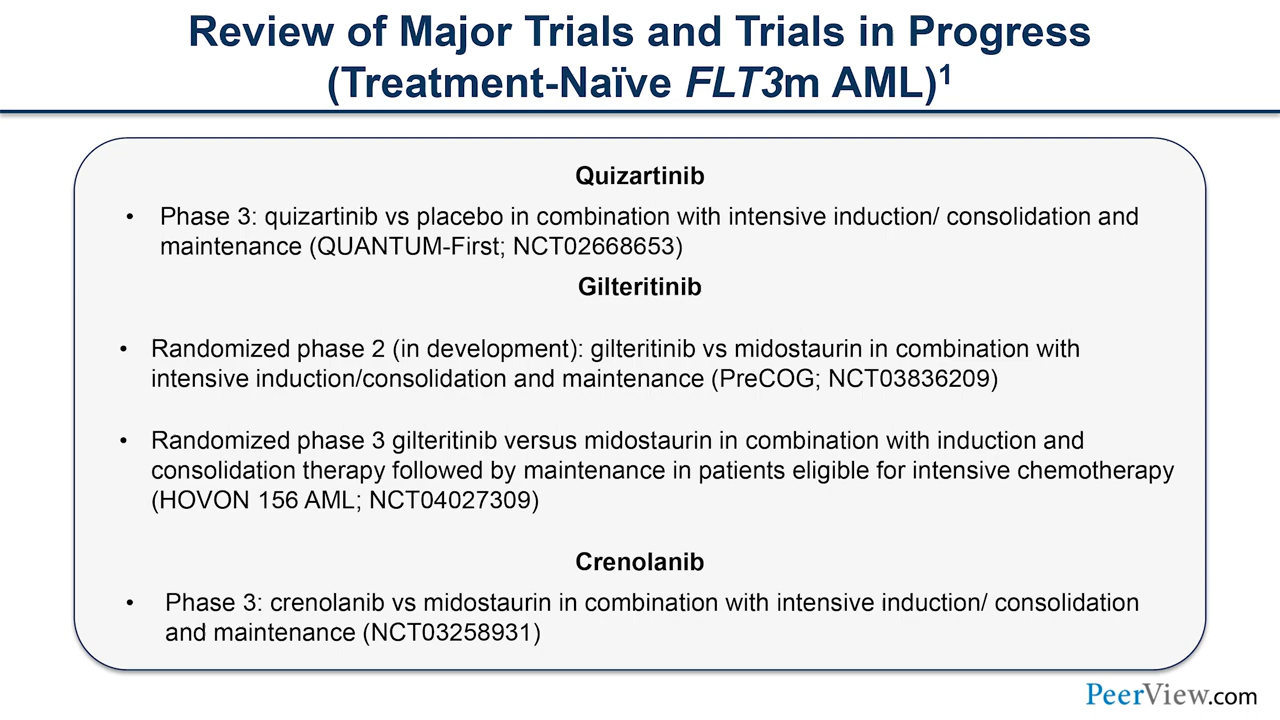 Review of Major Trials and Trials in Progress
(Treatment-Naïve FLT3m AML)1
Quizartinib
• Phase 3: quizartinib vs placebo in combination with intensive induction/ consolidation and
maintenance (QUANTUM-First; NCT02668653)
Gilteritinib
• Randomized phase 2 (in development): gilteritinib vs midostaurin in combination with
intensive induction/consolidation and maintenance (PreCOG; NCT03836209)
• Randomized phase 3 gilteritinib versus midostaurin in combination with induction and
consolidation therapy followed by maintenance in patients eligible for intensive chemotherapy
(HOVON 156 AML; NCT04027309)
Crenolanib
• Phase 3: crenolanib vs midostaurin in combination with intensive induction/ consolidation
and maintenance (NCT03258931)
PeerView.com